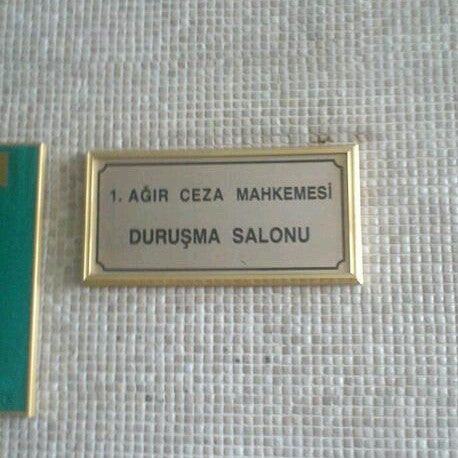 1. AĞIR CEZA MAHKEMESİ
DURUŞMA SALONU